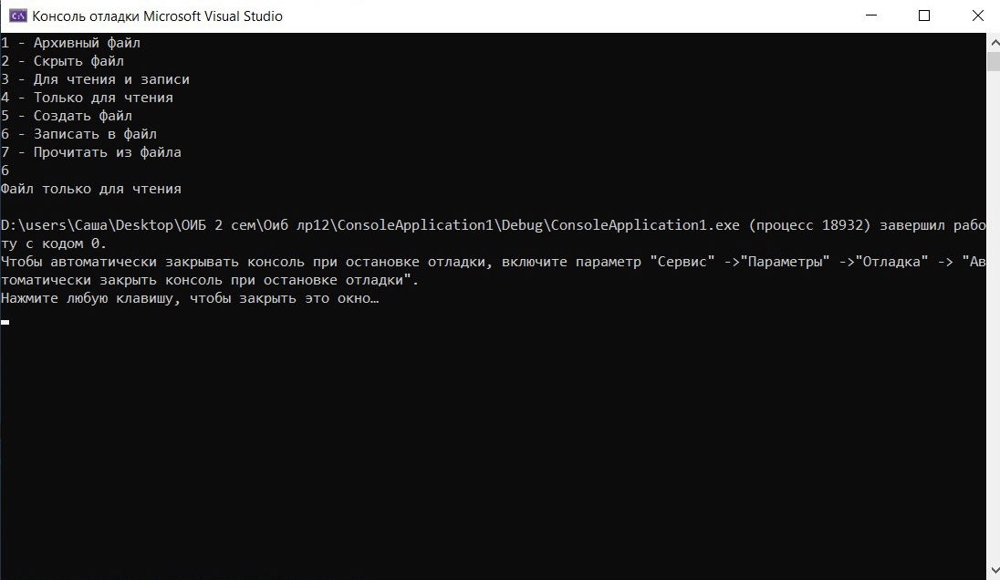 Консоль отладки Microsoft Visual Studio
1 - Архивный файл
2 - Скрыть файл
3 - Для чтения и записи
4 - Только для чтения
5 - Создать файл
6 - Записать в файл
7 - Прочитать из файла
6
Файл только для чтения
D:\users\Саша\Desktop\ОИБ 2 сем\Оиб лр12\ConsoleApplication1\Debug\ConsoleApplication1.exe (процесс 18932) завершил рабо
ту с кодом 0.
Чтобы автоматически закрывать консоль при остановке отладки, включите параметр "Сервис" ->"Параметры" ->"Отладка" -> "Ав
томатически закрыть консоль при остановке отладки".
Нажмите любую клавишу, чтобы закрыть это окно…